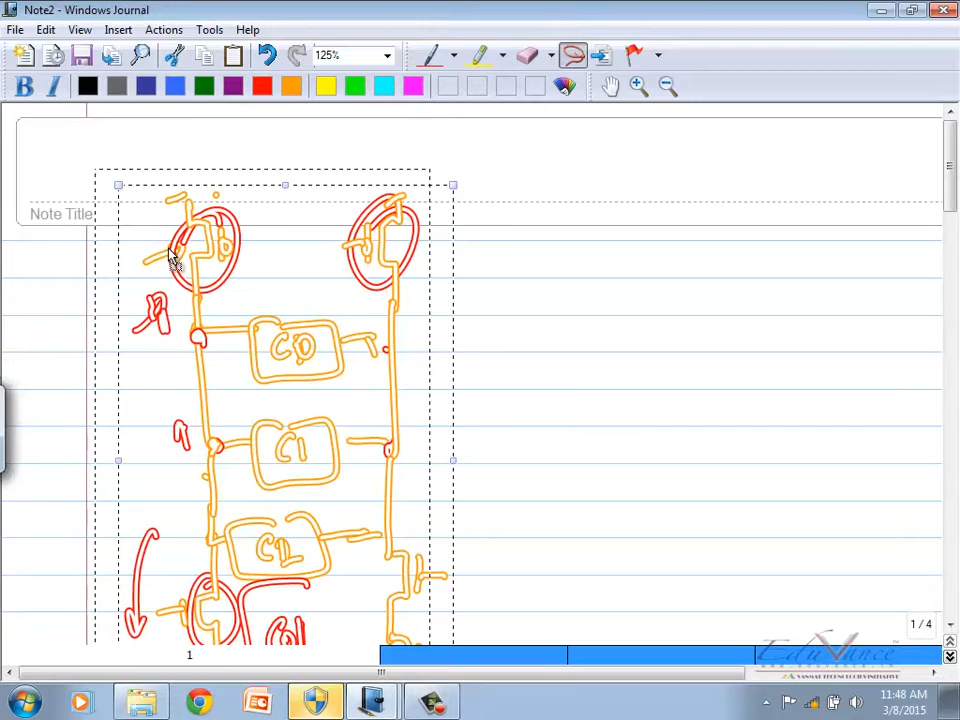 Note2 - Windows Journal
File Edit View Insert Actions Tools Help
125%
B I
Note Title
C0
C1
C2
1 / 4
1
EduVance
11:48 AM
3/8/2015